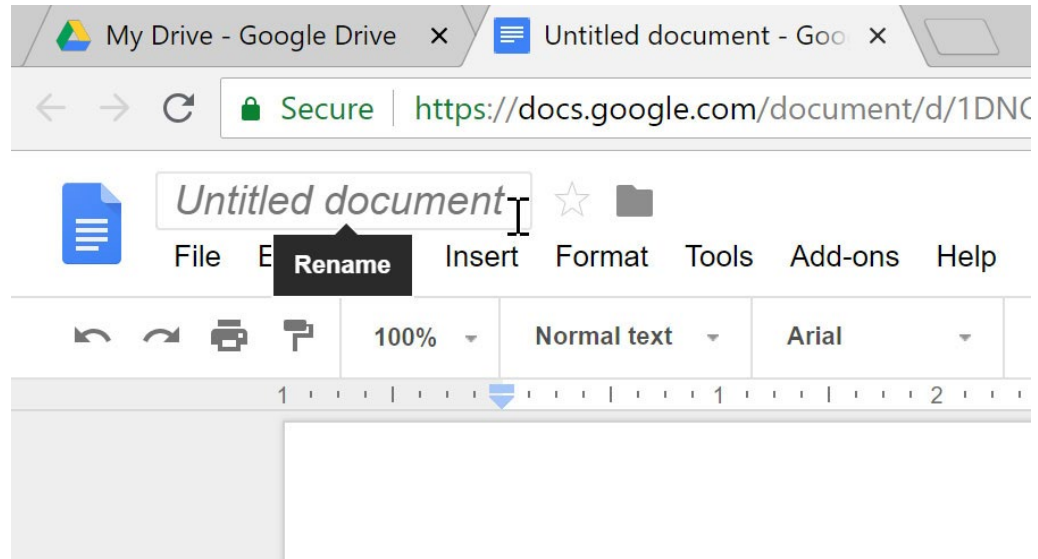 My Drive - Google Drive Untitled document - Goo
Secure https://docs.google.com/document/d/1DN
Untitled document
File E Insert Format Tools Add-ons Help
Rename
100% Normal text Arial
1 1 2